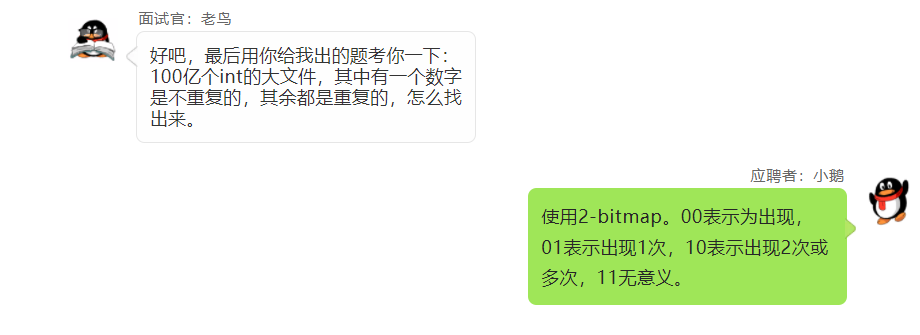 面试官：老鸟
好吧，最后用你给我出的题考你一下：
100亿个int的大文件，其中有一个数字
是不重复的，其余都是重复的，怎么找
出来。
应聘者：小鹅
使用2-bitmap。00表示为出现，
01表示出现1次，10表示出现2次或
多次，11无意义。